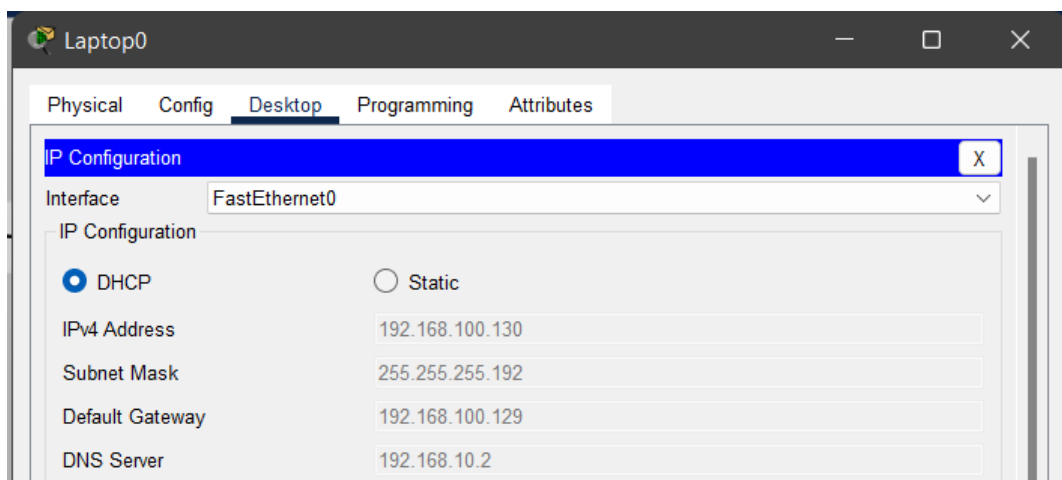 Laptop0
Physical Config Desktop Programming Attributes
IP Configuration X
Interface FastEthernet0
IP Configuration
DHCP Static
IPv4 Address 192.168.100.130
Subnet Mask 255.255.255.192
Default Gateway 192.168.100.129
DNS Server 192.168.10.2